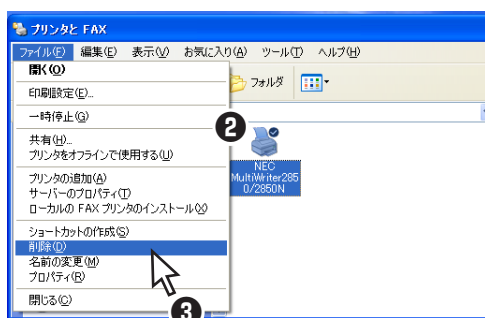 プリンタと FAX
ファイル(F) 編集(E) 表示(V) お気に入り(A) ツール(T) ヘルプ(H)
開く(O)
印刷設定(E)...
一時停止(G)
共有(H)...
プリンタをオフラインで使用する(U)
プリンタの追加(A)
サーバーのプロパティ(T)
ローカルの FAX プリンタのインストール(X)
ショートカットの作成(S)
削除(D)
名前の変更(M)
プロパティ(R)
閉じる(C)
フォルダ
❷
NEC
MultiWriter285
0/2850N
❸